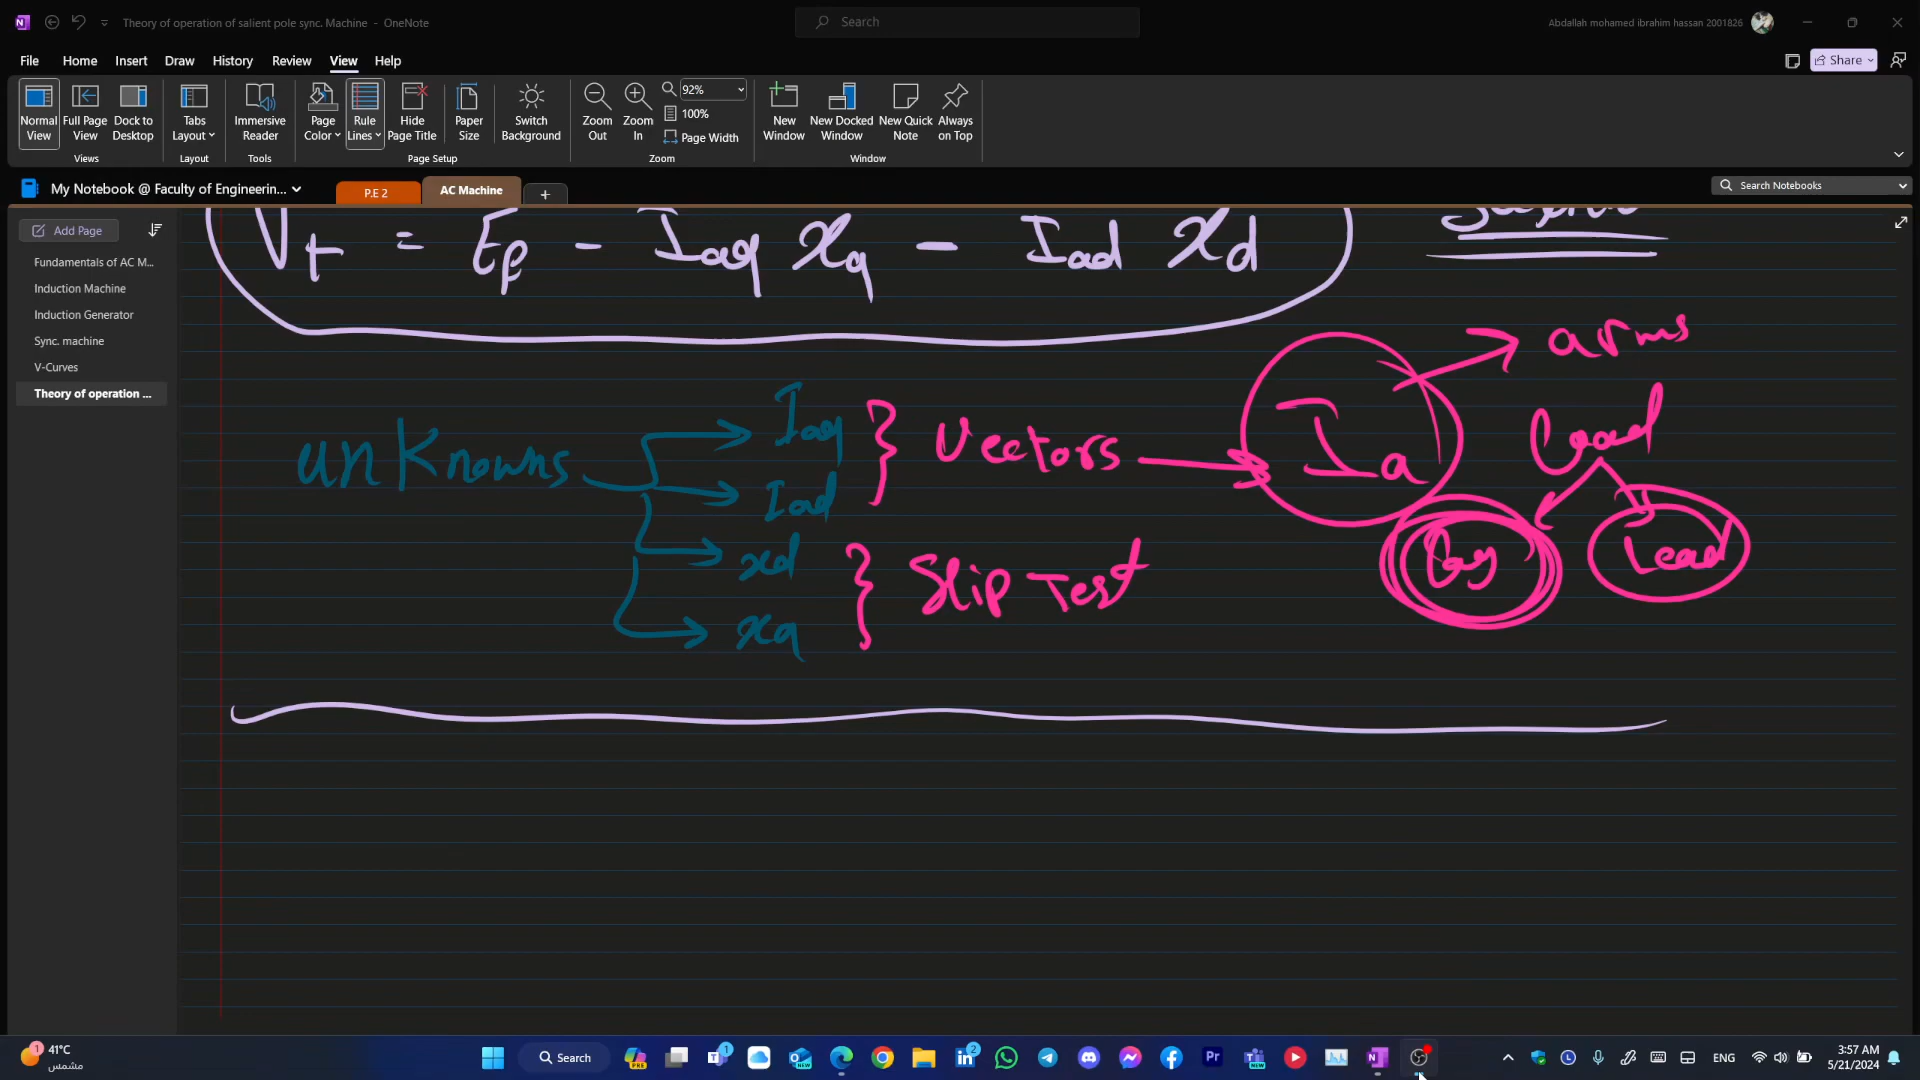 Theory of operation of salient pole sync. Machine - OneNote
Search
Abdallah mohamed ibrahim hassan 2001826
File Home Insert Draw History Review View Help
Share
Normal View
Full Page View
Dock to Desktop
Tabs Layout
Immersive Reader
Page Color
Rule Lines
Hide Page Title
Paper Size
Switch Background
Zoom Out
Zoom In
92%
100%
Page Width
New Window
New Docked Window
New Quick Note
Always on Top
Views Layout Tools Page Setup Zoom Window
My Notebook @ Faculty of Engineerin...
P.E 2
AC Machine
Search Notebooks
Add Page
Fundamentals of AC M...
Induction Machine
Induction Generator
Sync. machine
V-Curves
Theory of operation ...
Vt = Ep - Iaq xq - Iad xd
arms
unknowns
Iaq
Iad
xd
xq
Vectors
Ia
load
lag
Lead
Slip Test
41°C
مشمس
Search
ENG
3:57 AM
5/21/2024